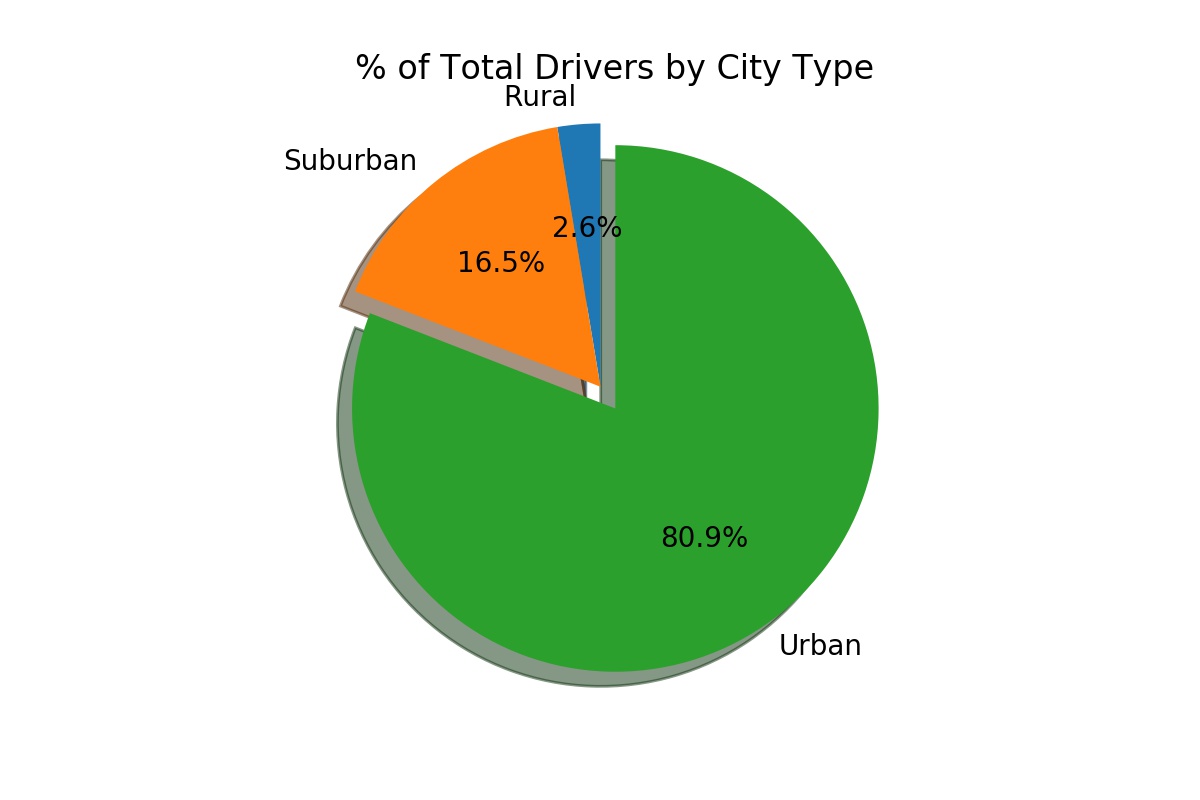 % of Total Drivers by City Type
Rural
Suburban
2.6%
16.5%
80.9%
Urban